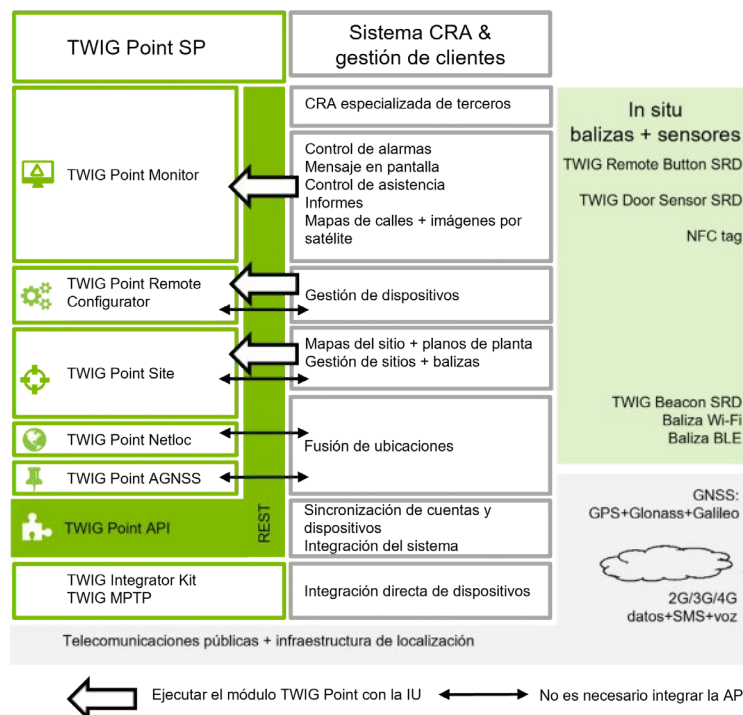 TWIG Point SP
Sistema CRA &
gestión de clientes
CRA especializada de terceros
TWIG Point Monitor
Control de alarmas
Mensaje en pantalla
Control de asistencia
Informes
Mapas de calles + imágenes por
satélite
TWIG Point Remote
Configurator
Gestión de dispositivos
TWIG Point Site
Mapas del sitio + planos de planta
Gestión de sitios + balizas
TWIG Point Netloc
TWIG Point AGNSS
Fusión de ubicaciones
TWIG Point API
REST
Sincronización de cuentas y
dispositivos
Integración del sistema
TWIG Integrator Kit
TWIG MPTP
Integración directa de dispositivos
In situ
balizas + sensores
TWIG Remote Button SRD
TWIG Door Sensor SRD
NFC tag
TWIG Beacon SRD
Baliza Wi-Fi
Baliza BLE
GNSS:
GPS+Glonass+Galileo
2G/3G/4G
datos+SMS+voz
Telecomunicaciones públicas + infraestructura de localización
Ejecutar el módulo TWIG Point con la IU
No es necesario integrar la AP